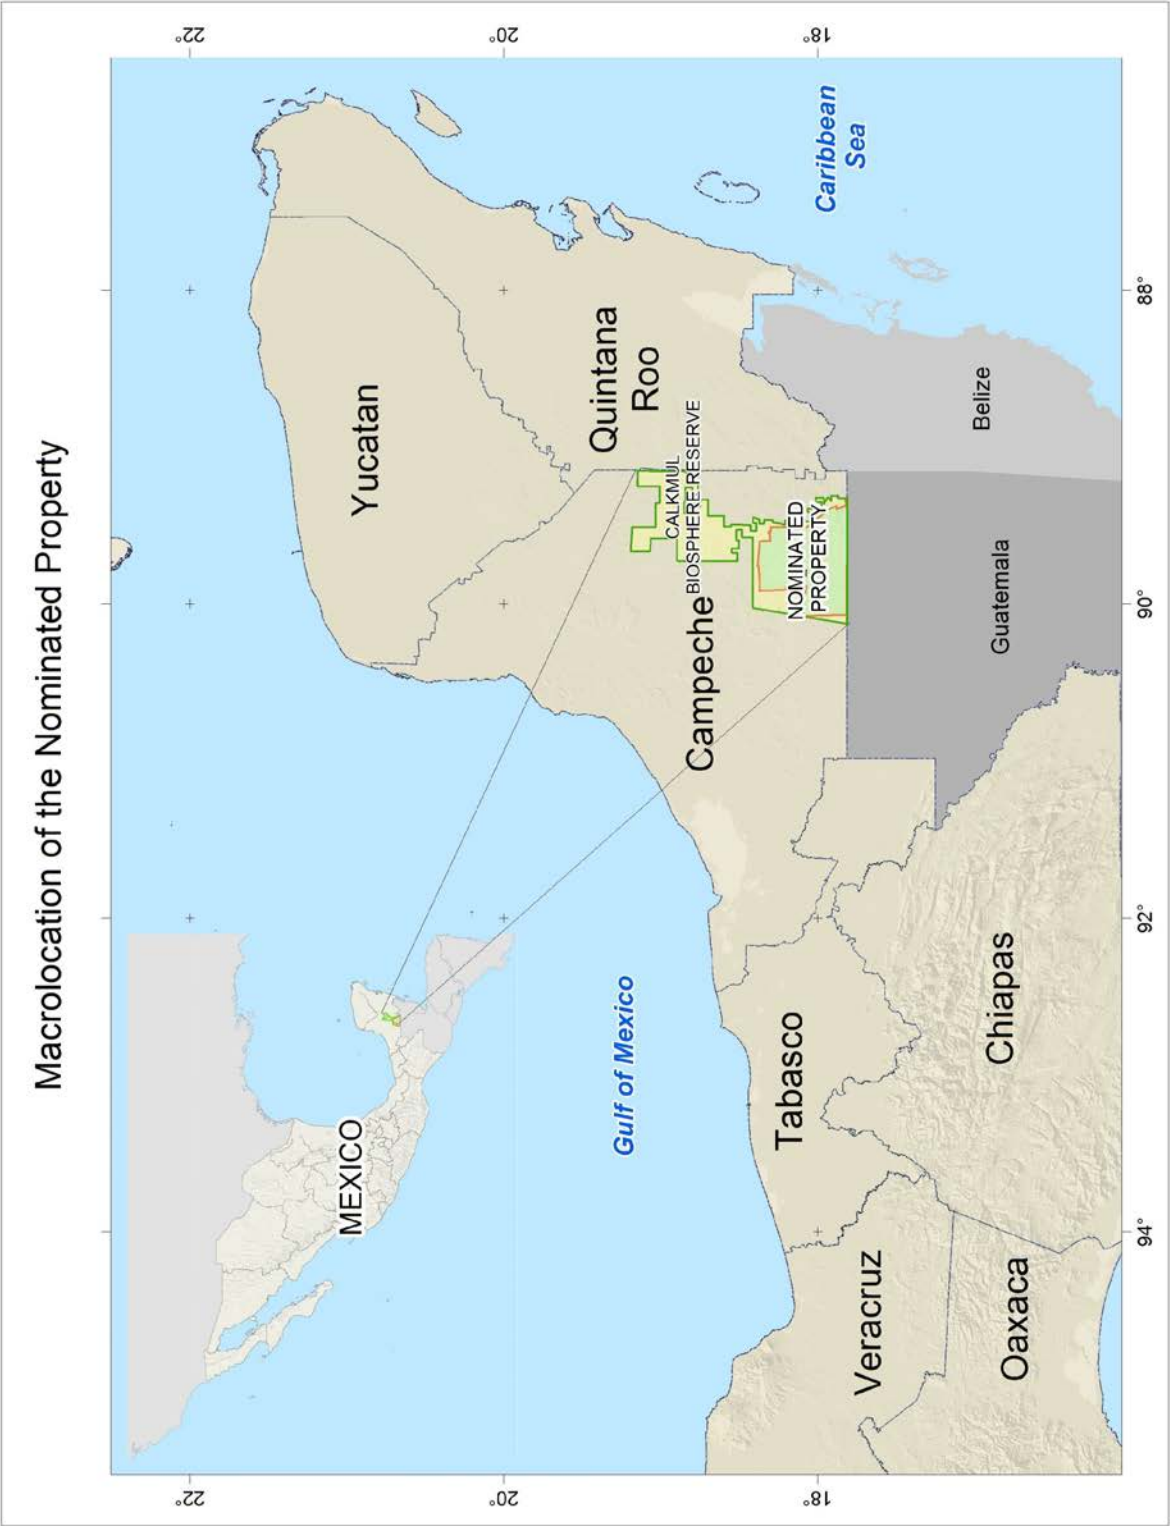 Macrolocation of the Nominated Property
22°
22°
MEXICO
Yucatan
20°
20°
Gulf of Mexico
Quintana
Roo
CALKMUL
BIOSPHERE RESERVE
Campeche
NOMINATED
PROPERTY
Tabasco
18°
18°
Caribbean
Sea
Veracruz
Belize
Chiapas
Guatemala
Oaxaca
94°
92°
90°
88°